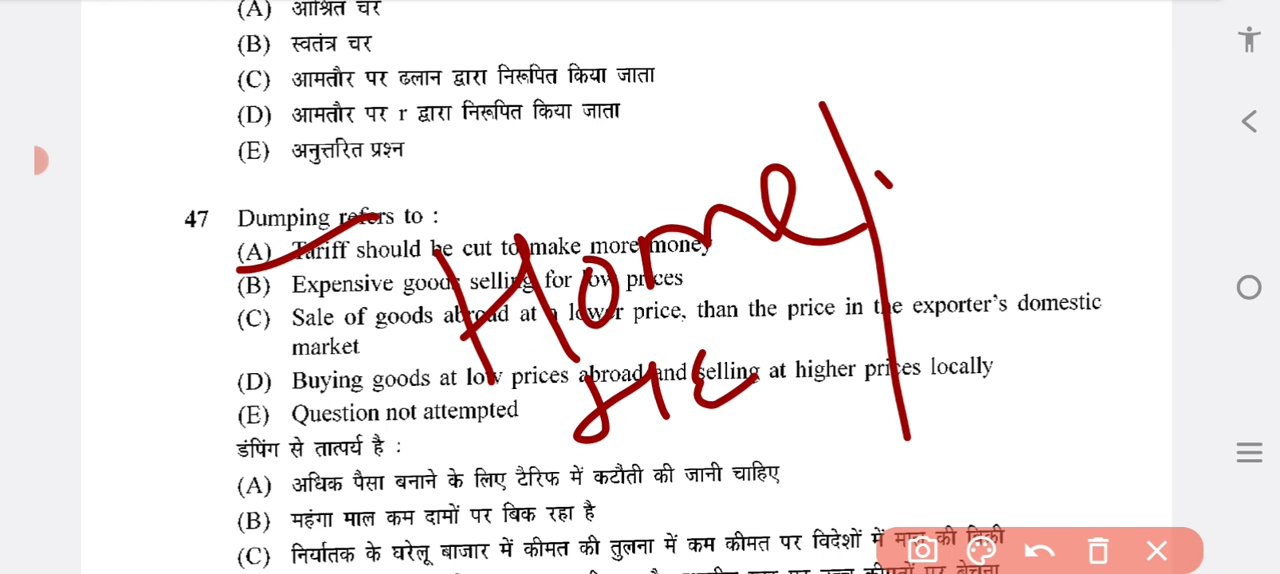 (A) आश्रित चर
(B) स्वतंत्र चर
(C) आमतौर पर ढलान द्वारा निरूपित किया जाता
(D) आमतौर पर r द्वारा निरूपित किया जाता
(E) अनुत्तरित प्रश्न
47 Dumping refers to :
(A) Tariff should be cut to make more money
(B) Expensive goods selling for low prices
(C) Sale of goods abroad at a lower price, than the price in the exporter's domestic
market
(D) Buying goods at low prices abroad and selling at higher prices locally
(E) Question not attempted
Home
डंपिंग से तात्पर्य है :
(A) अधिक पैसा बनाने के लिए टैरिफ में कटौती की जानी चाहिए
(B) महंगा माल कम दामों पर बिक रहा है
(C) निर्यातक के घरेलू बाजार में कीमत की तुलना में कम कीमत पर विदेशों में माल की बिक्री
पर बेचना